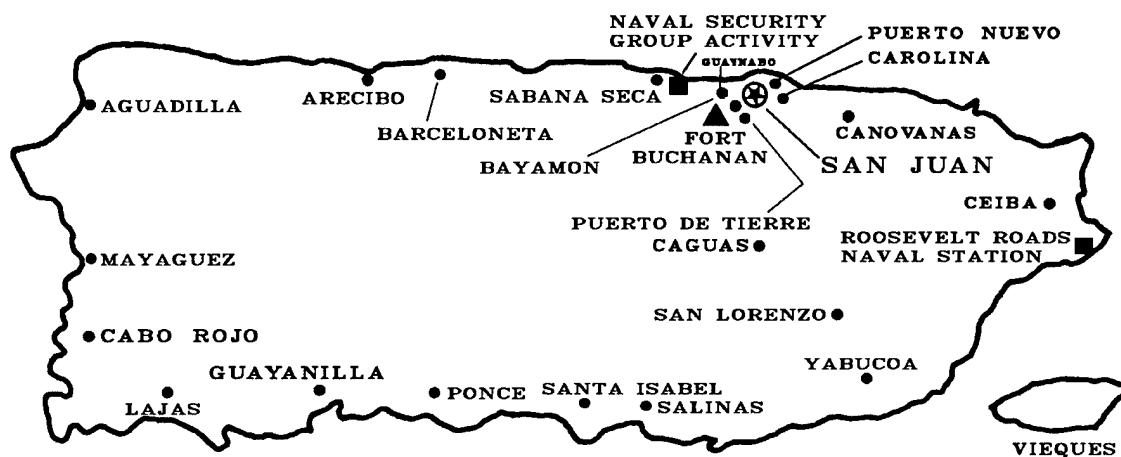 NAVAL SECURITY
GROUP ACTIVITY
PUERTO NUEVO
CAROLINA
GUAYNABO
AGUADILLA
ARECIBO
SABANA SECA
BARCELONETA
CANOVANAS
FORT
BUCHANAN
BAYAMON
SAN JUAN
CEIBA
PUERTO DE TIERRE
CAGUAS
ROOSEVELT ROADS
NAVAL STATION
MAYAGUEZ
SAN LORENZO
CABO ROJO
YABUCOA
GUAYANILLA
PONCE
SANTA ISABEL
LAJAS
SALINAS
VIEQUES